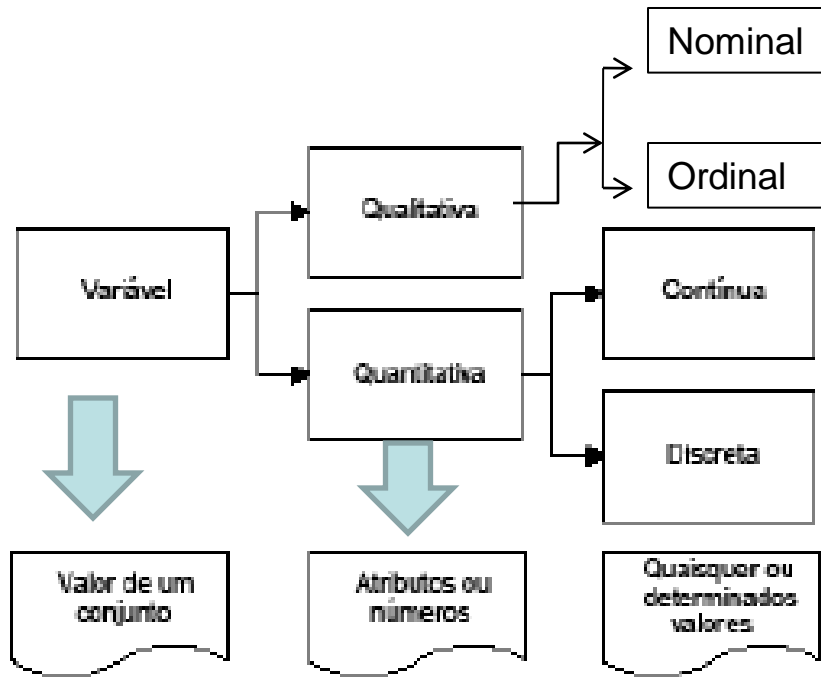 Nominal
Ordinal
Qualitativa
Variável
Contínua
Quantitativa
Discreta
Valor de um
conjunto
Atributos ou
números
Quaisquer ou
determinados
valores